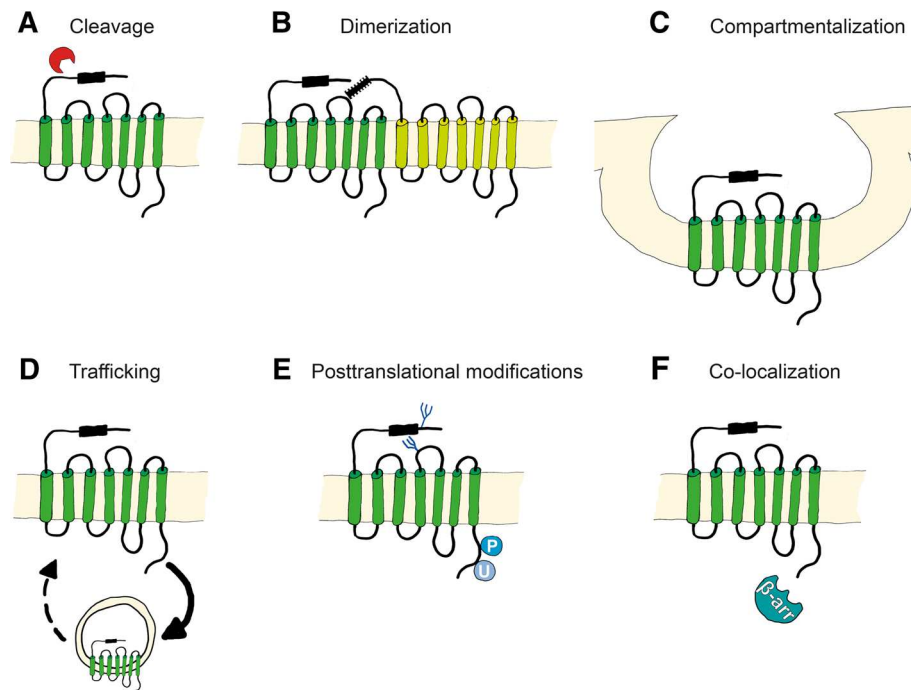 A Cleavage
B Dimerization
C Compartmentalization
D Trafficking
E Posttranslational modifications
P
U
F Co-localization
β-arr